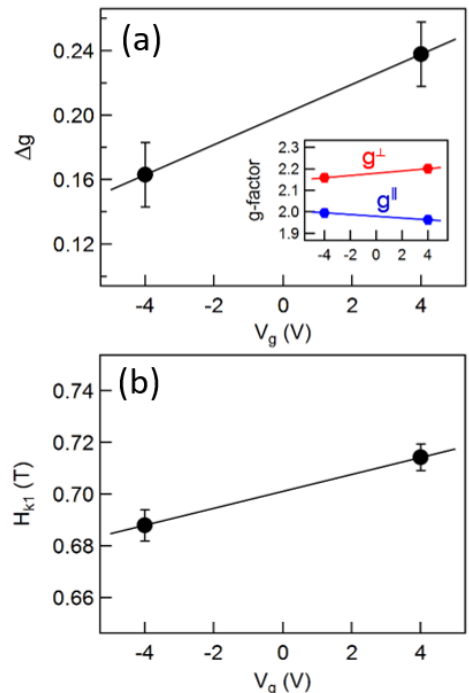 (a)
Δg
0.24
0.20
0.16
0.12
g-factor
2.3
2.2
2.1
2.0
1.9
g⊥
g∥
-4 -2 0 2 4
-4 -2 0 2 4
Vg (V)
(b)
Hk1 (T)
0.74
0.72
0.70
0.68
0.66
-4 -2 0 2 4
Vg (V)